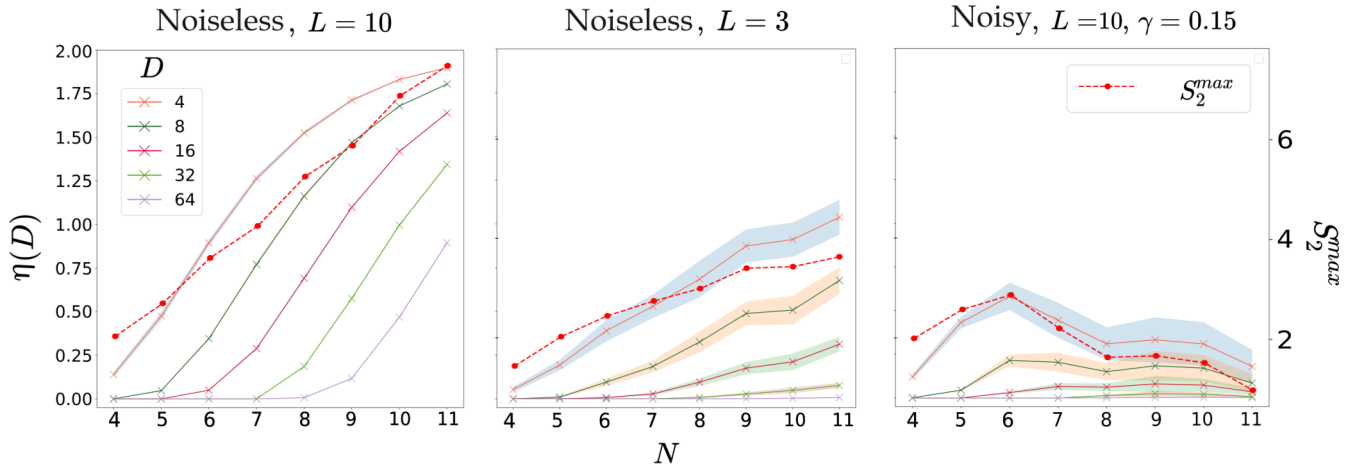 Noiseless, L = 10
Noiseless, L = 3
Noisy, L =10, γ = 0.15
η(D)
2.00
1.75
1.50
1.25
1.00
0.75
0.50
0.25
0.00
D
4
8
16
32
64
S_2^{max}
6
4
2
S_2^{max}
4 5 6 7 8 9 10 11
4 5 6 7 8 9 10 11
4 5 6 7 8 9 10 11
N